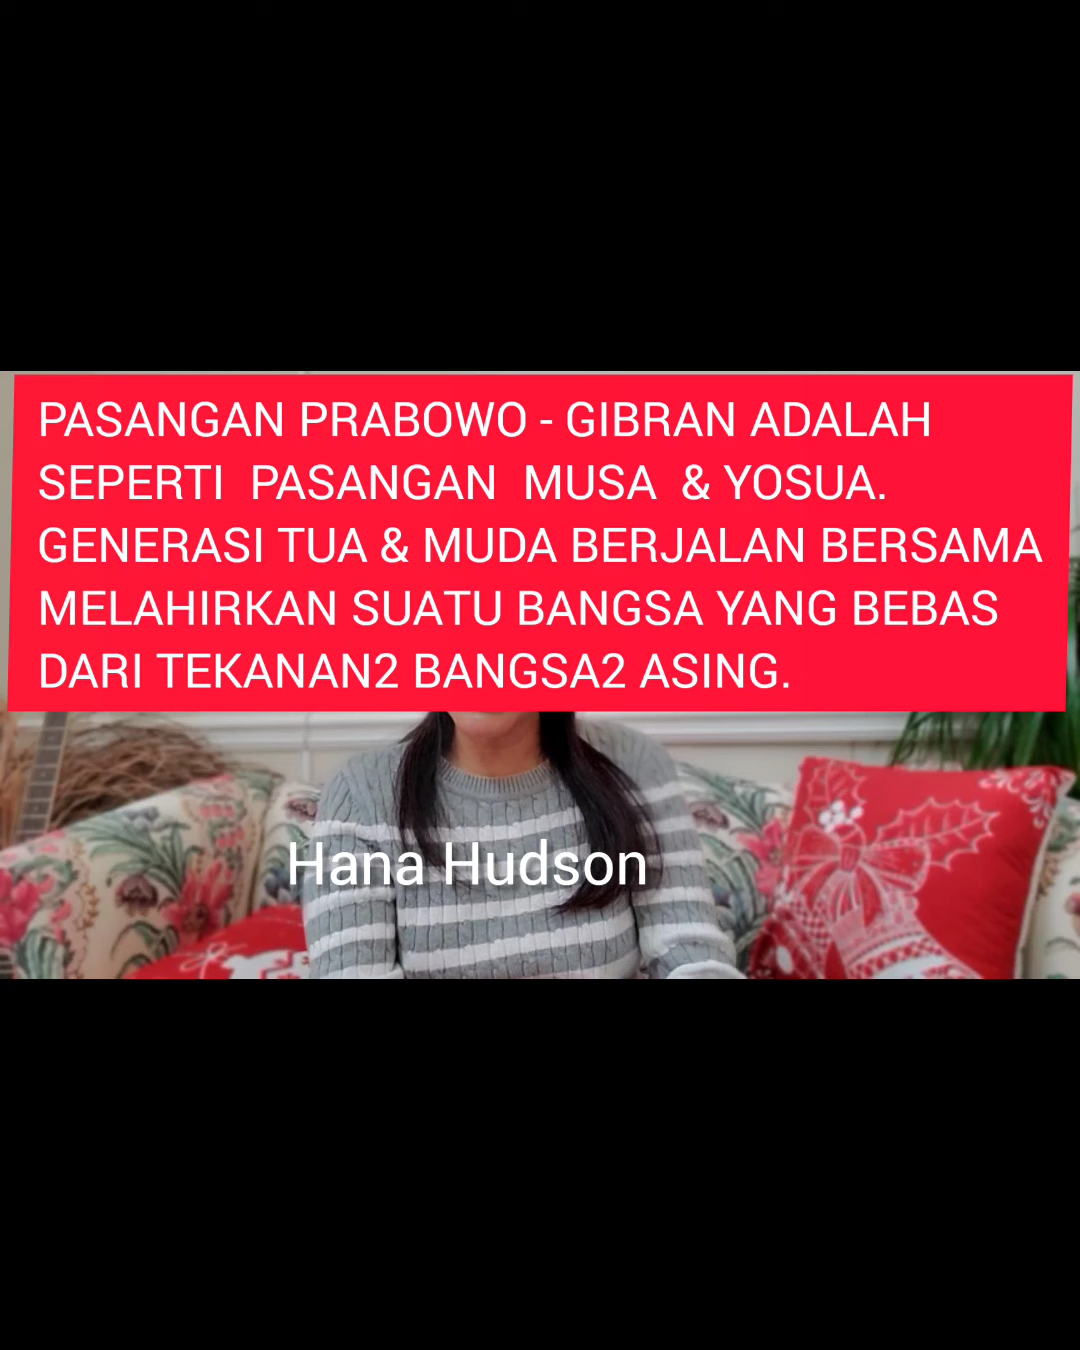 PASANGAN PRABOWO - GIBRAN ADALAH
SEPERTI PASANGAN MUSA & YOSUA.
GENERASI TUA & MUDA BERJALAN BERSAMA
MELAHIRKAN SUATU BANGSA YANG BEBAS
DARI TEKANAN2 BANGSA2 ASING.
Hana Hudson